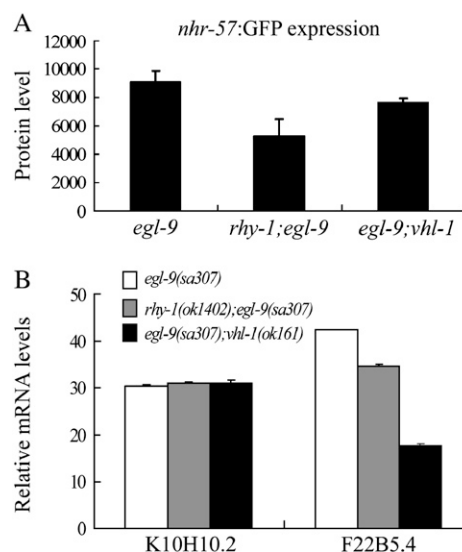 A
nhr-57:GFP expression
Protein level
12000
10000
8000
6000
4000
2000
0000
egl-9
rhy-1;egl-9
egl-9;vhl-1
B
egl-9(sa307)
rhy-1(ok1402);egl-9(sa307)
egl-9(sa307);vhl-1(ok161)
Relative mRNA levels
50
40
30
20
10
0
K10H10.2
F22B5.4